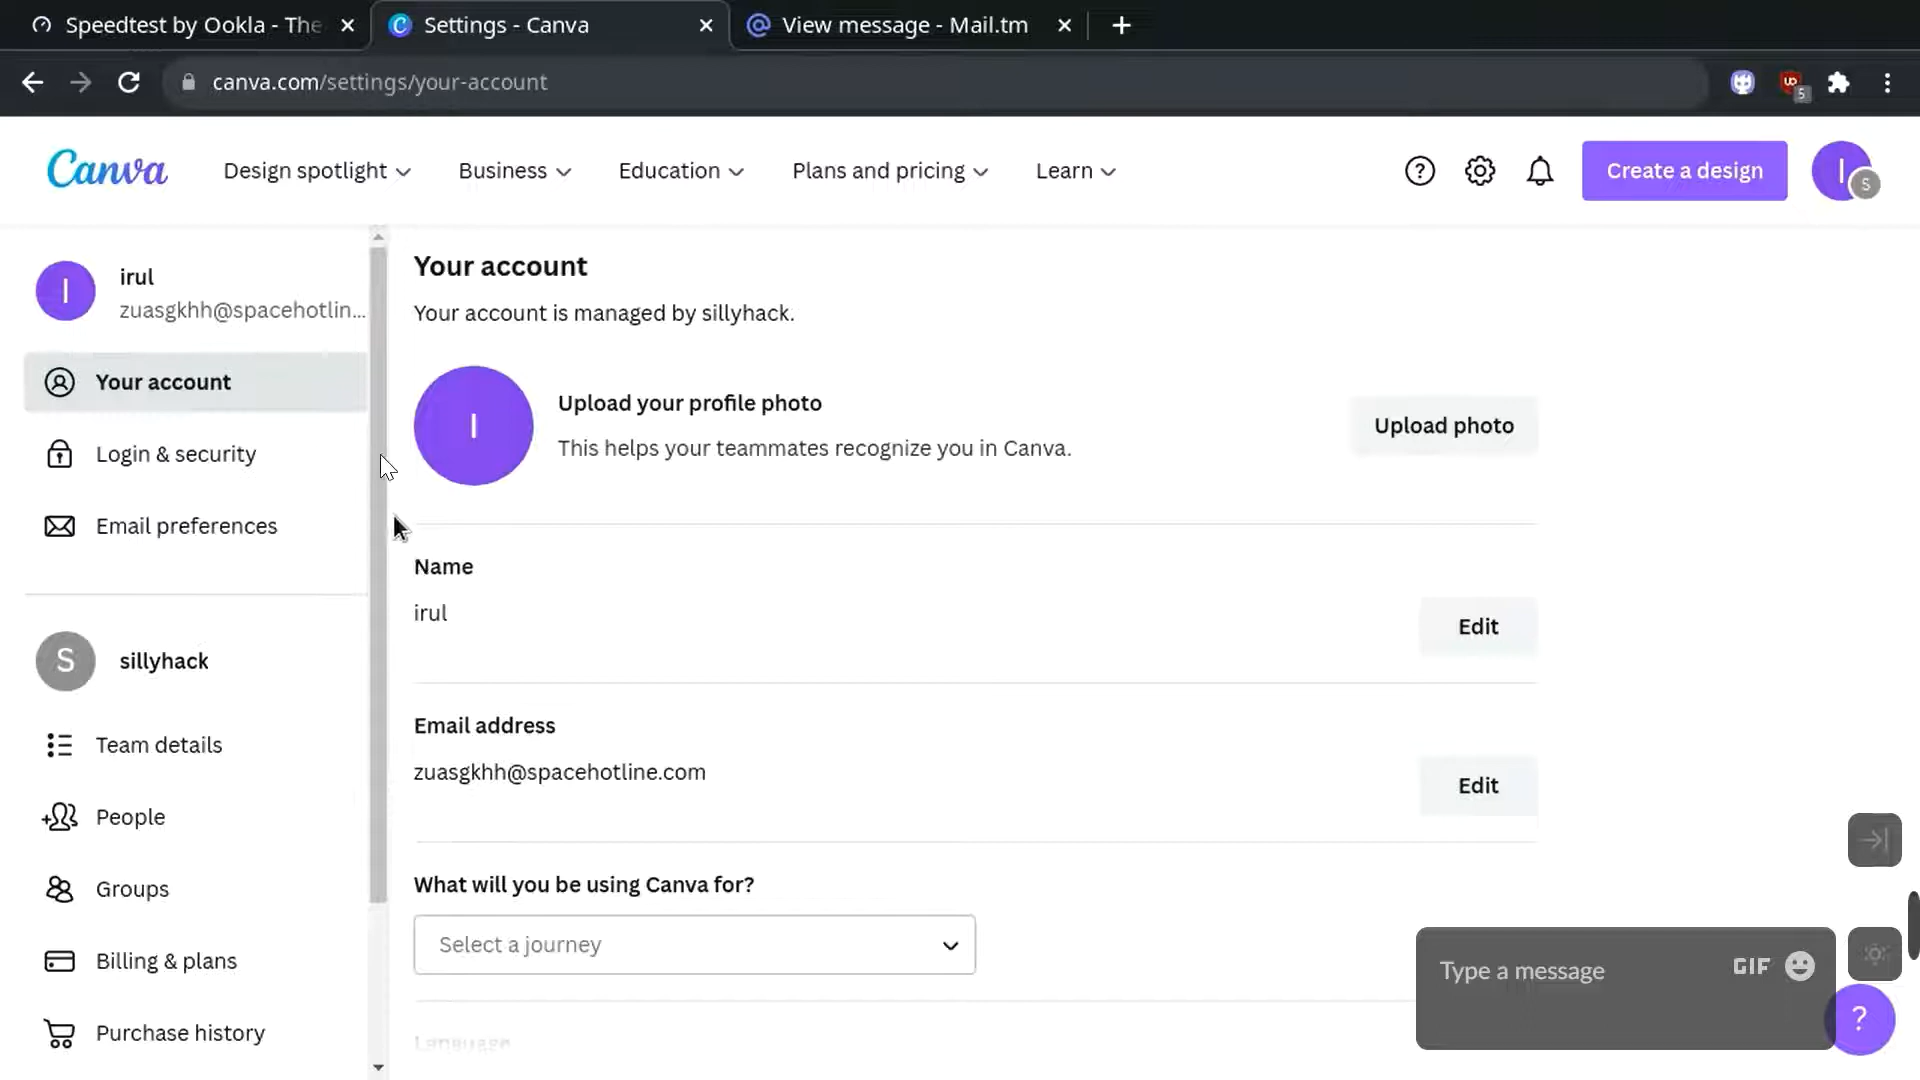 Speedtest by Ookla - The
Settings - Canva
View message - Mail.tm
canva.com/settings/your-account
UO
5
Canva
Design spotlight
Business
Education
Plans and pricing
Learn
?
Create a design
I
S
irul
zuasgkhh@spacehotlin...
I
Your account
Login & security
Email preferences
S
sillyhack
Team details
People
Groups
Billing & plans
Purchase history
Your account
Your account is managed by sillyhack.
I
Upload your profile photo
This helps your teammates recognize you in Canva.
Upload photo
Name
irul
Edit
Email address
zuasgkhh@spacehotline.com
Edit
What will you be using Canva for?
Select a journey
Language
Type a message
GIF
?